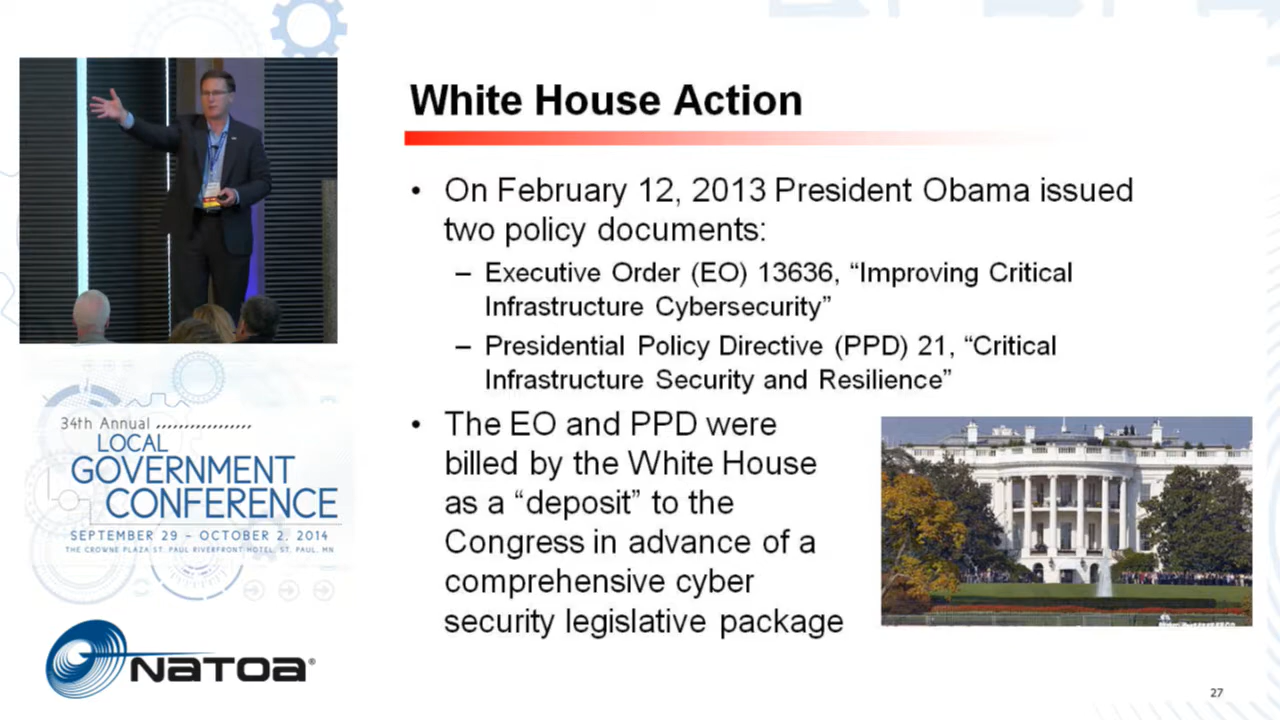 White House Action
• On February 12, 2013 President Obama issued
two policy documents:
– Executive Order (EO) 13636, “Improving Critical
Infrastructure Cybersecurity”
– Presidential Policy Directive (PPD) 21, “Critical
Infrastructure Security and Resilience”
• The EO and PPD were
billed by the White House
as a “deposit” to the
Congress in advance of a
comprehensive cyber
security legislative package
34th Annual
LOCAL
GOVERNMENT
CONFERENCE
SEPTEMBER 29 – OCTOBER 2, 2014
THE CROWNE PLAZA ST. PAUL RIVERFRONT HOTEL, ST. PAUL, MN
NATOA®
27